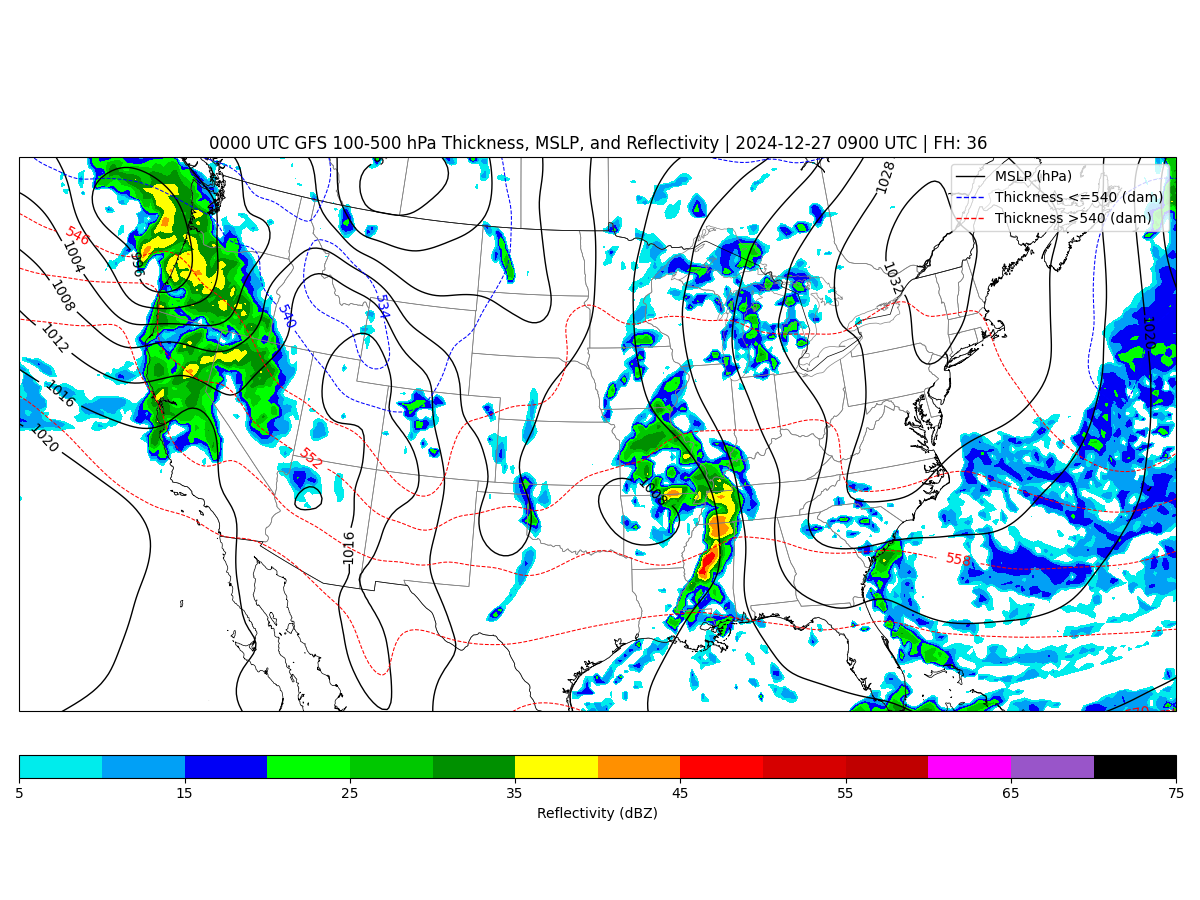 0000 UTC GFS 100-500 hPa Thickness, MSLP, and Reflectivity | 2024-12-27 0900 UTC | FH: 36
MSLP (hPa)
Thickness <=540 (dam)
Thickness >540 (dam)
1028
546
1004
996
1032
1008
534
540
1012
1016
1020
552
1008
1016
558
5 15 25 35 45 55 65 75
Reflectivity (dBZ)